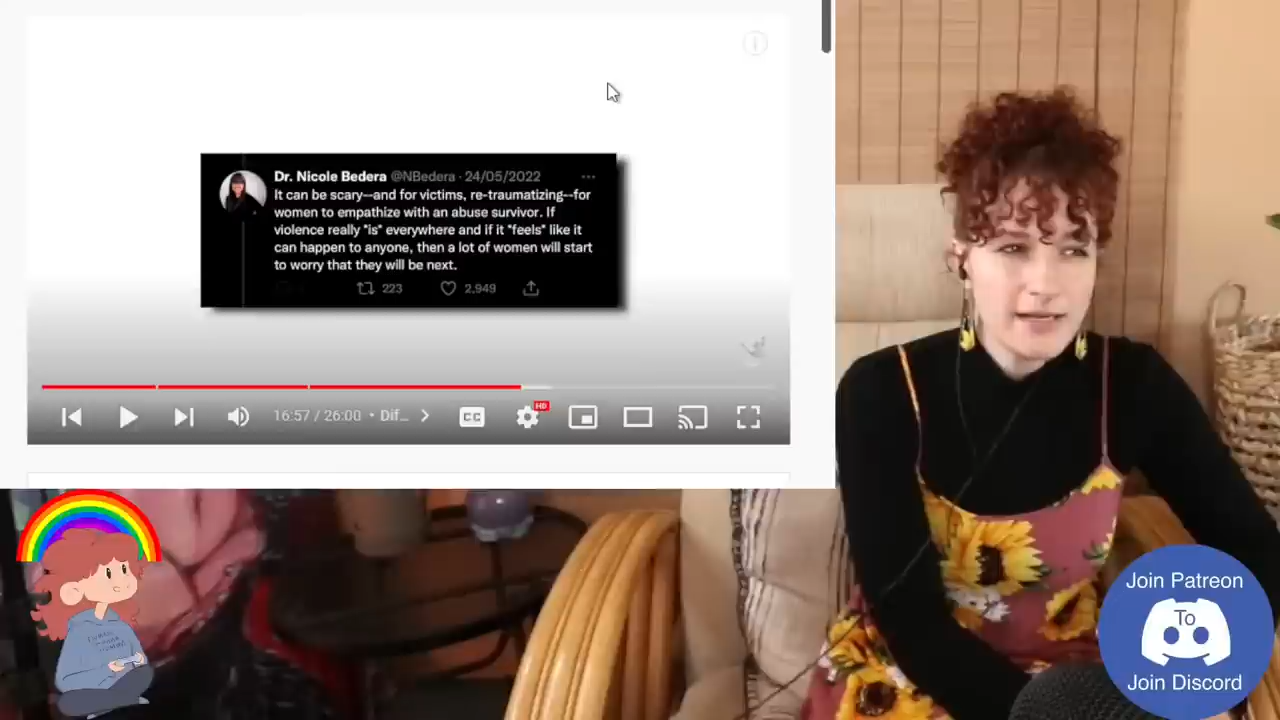 Dr. Nicole Bedera @NBedera · 24/05/2022
It can be scary--and for victims, re-traumatizing--for
women to empathize with an abuse survivor. If
violence really *is* everywhere and if it *feels* like it
can happen to anyone, then a lot of women will start
to worry that they will be next.
223 2,949
HD
16:57 / 26:00 • Dif... CC
Join Patreon
To
Join Discord